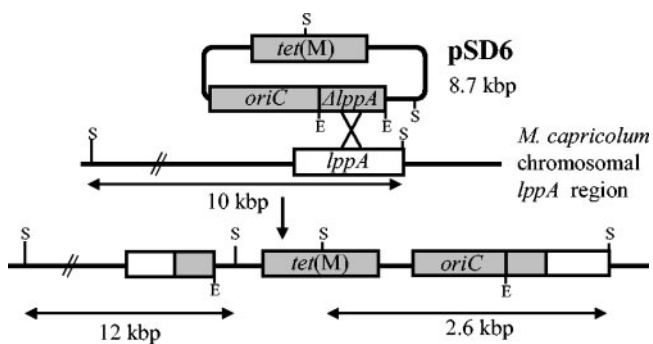 S
tet(M)
pSD6
8.7 kbp
oriC ΔlppA
E E S
S S
lppA
M. capricolum
chromosomal
lppA region
10 kbp
S S S S
tet(M) oriC
E E
12 kbp 2.6 kbp